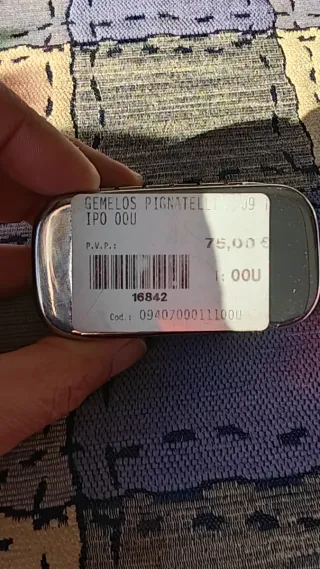 GEMELOS PIGNATELLI
IPO 00U
P.V.P.: 75,00 €
: 00U
16842
Cod.: 09407000111000